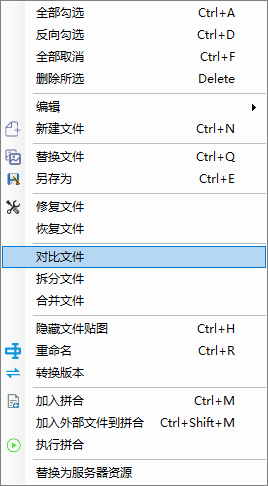 全部勾选 Ctrl+A
反向勾选 Ctrl+D
全部取消 Ctrl+F
删除所选 Delete
编辑
新建文件 Ctrl+N
替换文件 Ctrl+Q
另存为 Ctrl+E
修复文件
恢复文件
对比文件
拆分文件
合并文件
隐藏文件贴图 Ctrl+H
重命名 Ctrl+R
转换版本
加入拼合 Ctrl+M
加入外部文件到拼合 Ctrl+Shift+M
执行拼合
替换为服务器资源